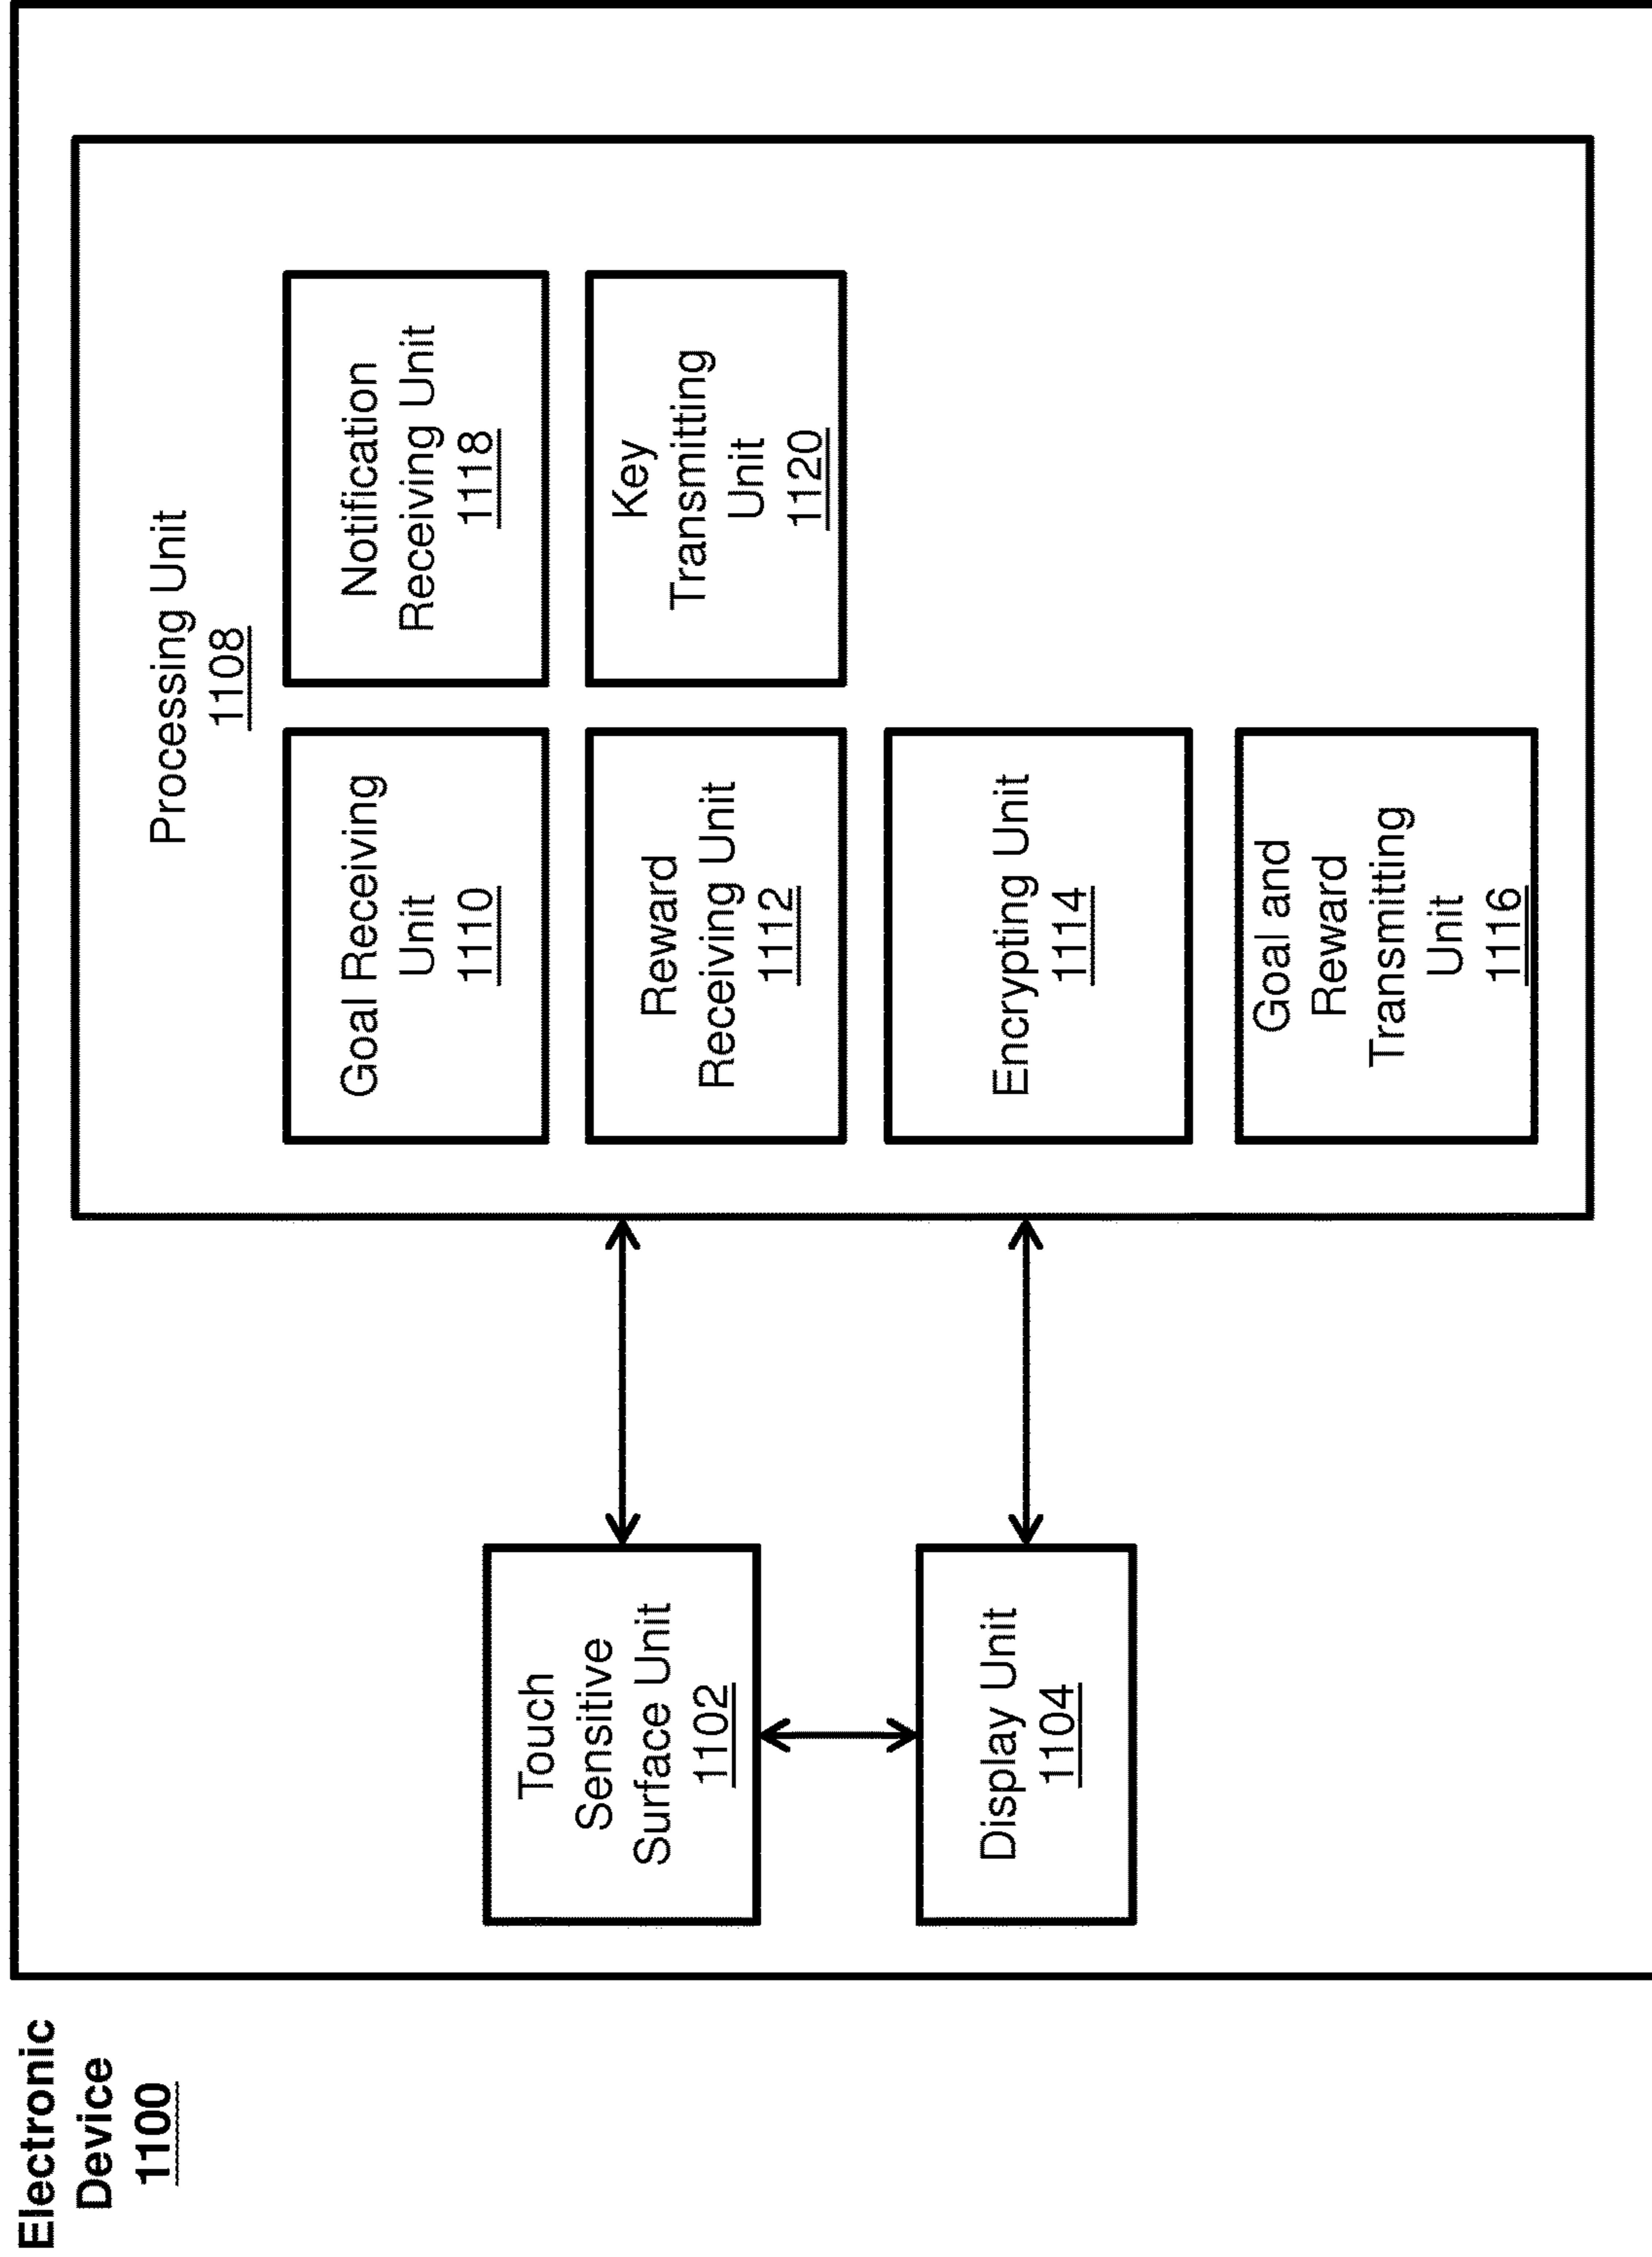 Electronic
Device
1100
Touch
Sensitive
Surface Unit
1102
Display Unit
1104
Processing Unit
1108
Goal Receiving
Unit
1110
Reward
Receiving Unit
1112
Encrypting Unit
1114
Goal and
Reward
Transmitting
Unit
1116
Notification
Receiving Unit
1118
Key
Transmitting
Unit
1120